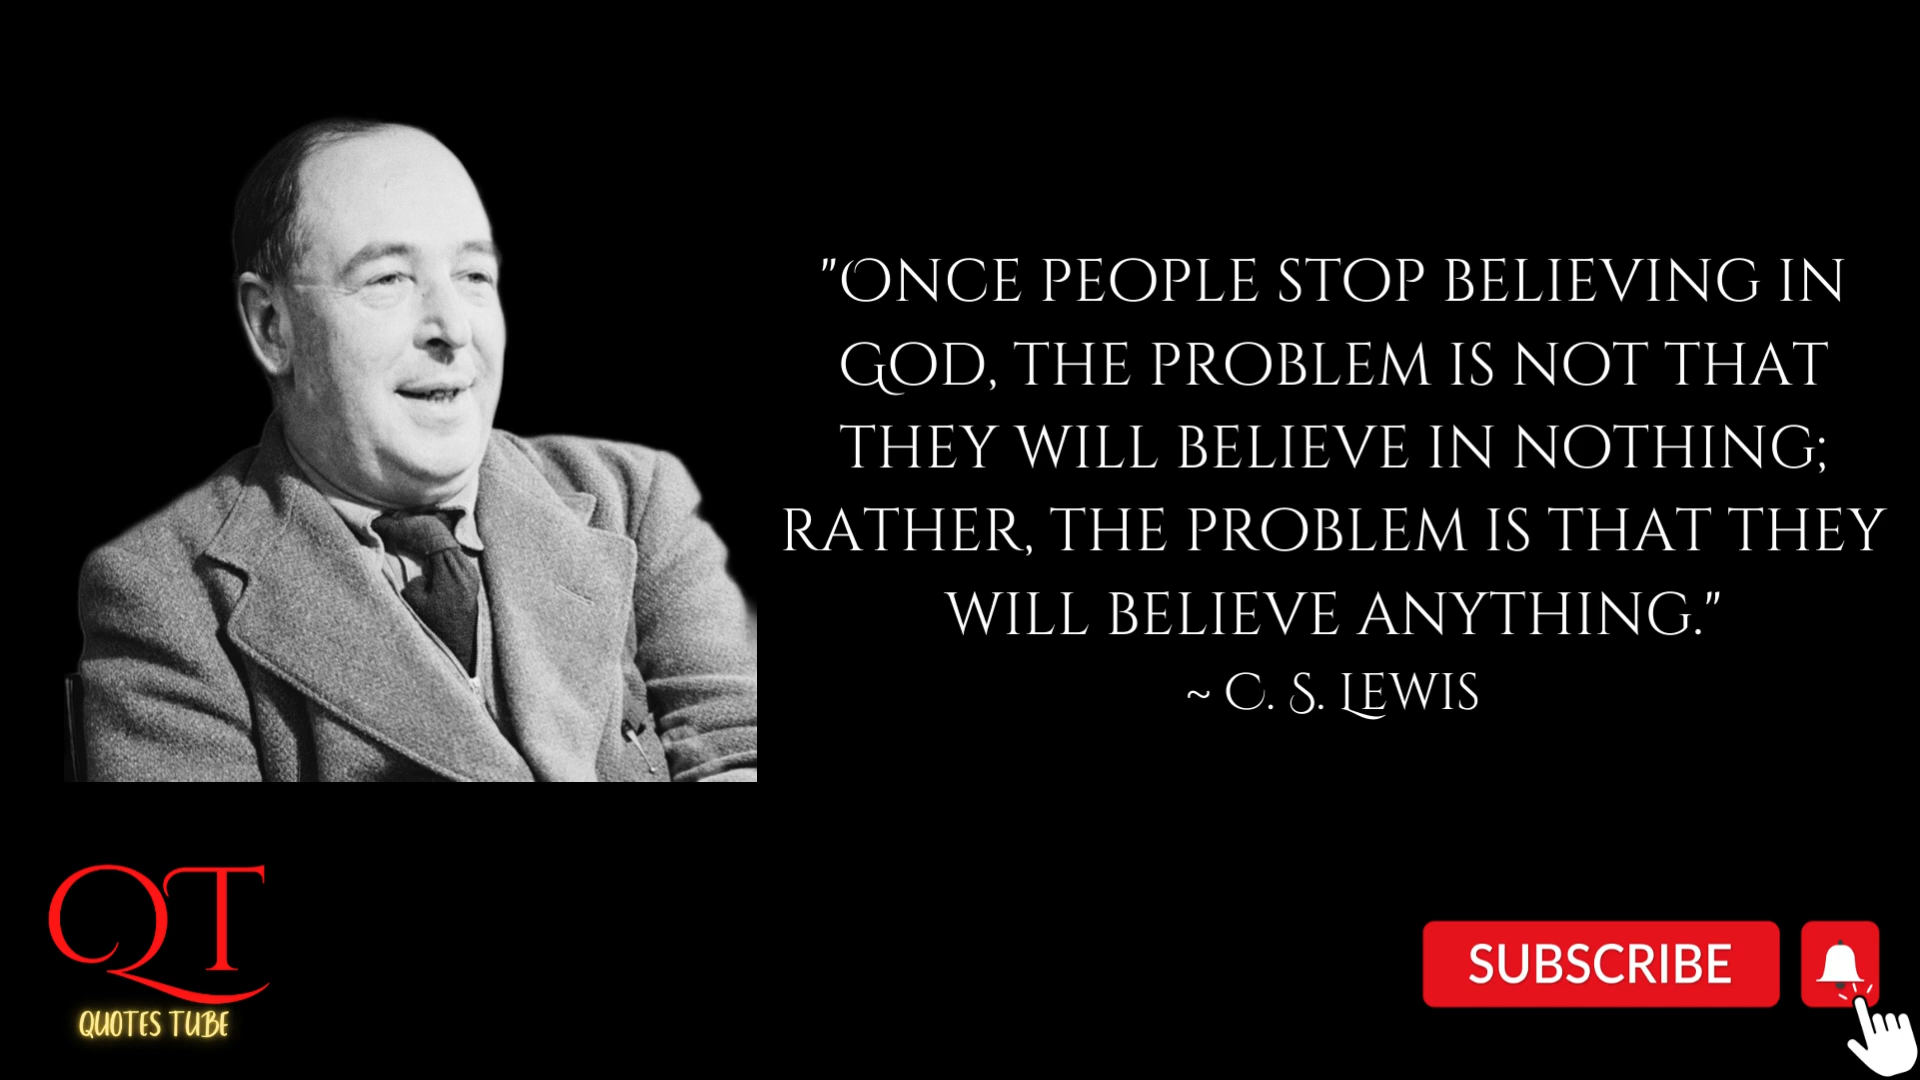 "Once people stop believing in
God, the problem is not that
they will believe in nothing;
rather, the problem is that they
will believe anything."
~ C. S. Lewis
QT
QUOTES TUBE
SUBSCRIBE